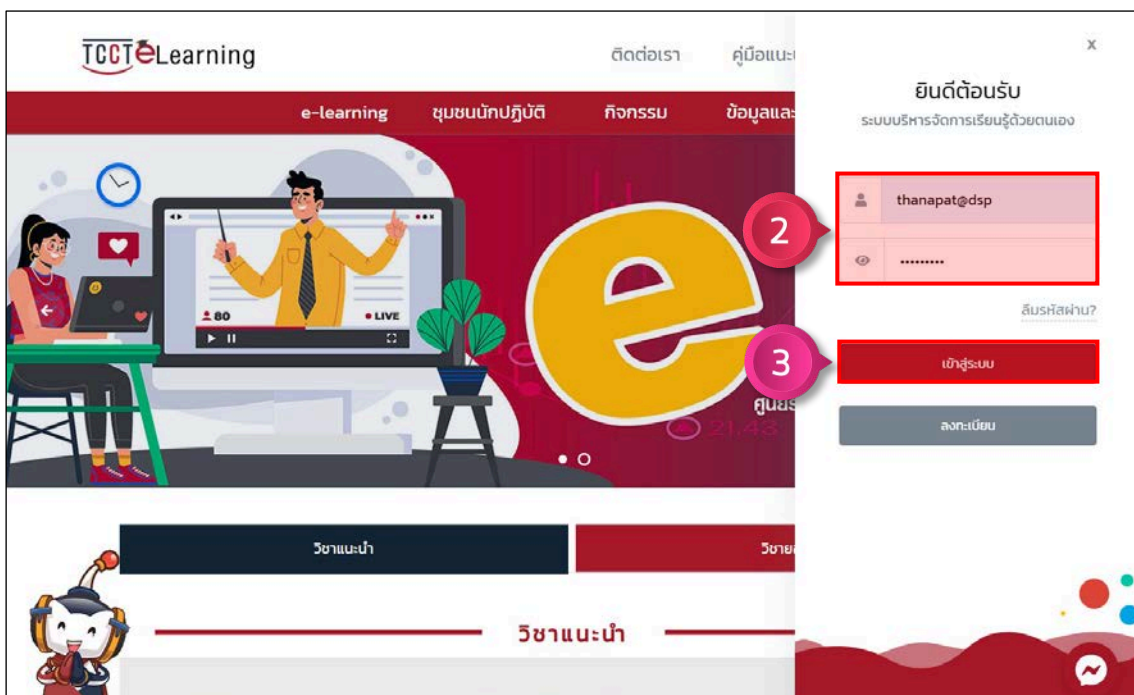 TCCTeLearning
ติดต่อเรา
e-learning ชุมชนนักปฏิบัติ กิจกรรม
80 LIVE
e
21.43
วิชาแนะนำ
วิชาแนะนำ
x
ยินดีต้อนรับ
ระบบบริหารจัดการเรียนรู้ด้วยตนเอง
2
thanapat@dsp
•••••••••
ลืมรหัสผ่าน?
3
เข้าสู่ระบบ
ลงทะเบียน